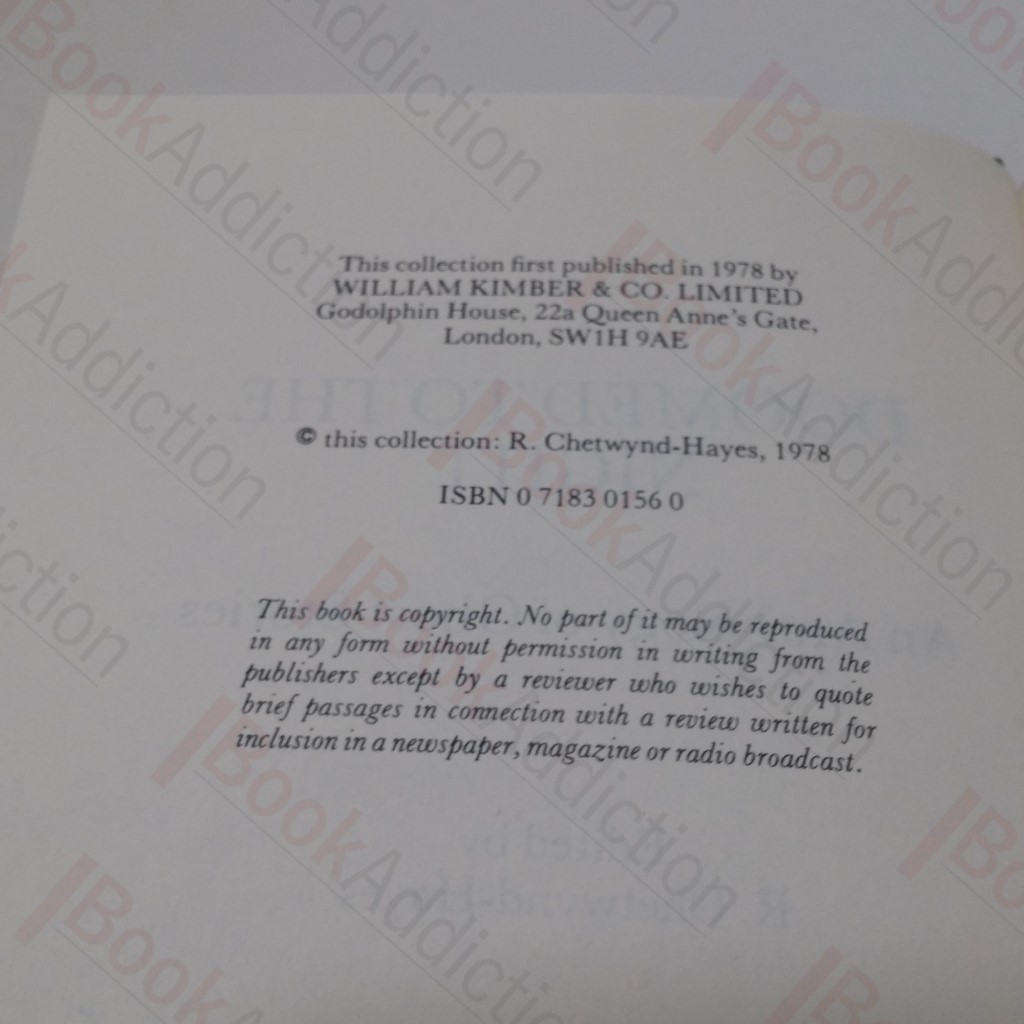 This collection first published in 1978 by
WILLIAM KIMBER & CO. LIMITED
Godolphin House, 22a Queen Anne's Gate,
London, SW1H 9AE
© this collection: R. Chetwynd-Hayes, 1978
ISBN 0 7183 0156 0
This book is copyright. No part of it may be reproduced
in any form without permission in writing from the
publishers except by a reviewer who wishes to quote
brief passages in connection with a review written for
inclusion in a newspaper, magazine or radio broadcast.
BookAddiction